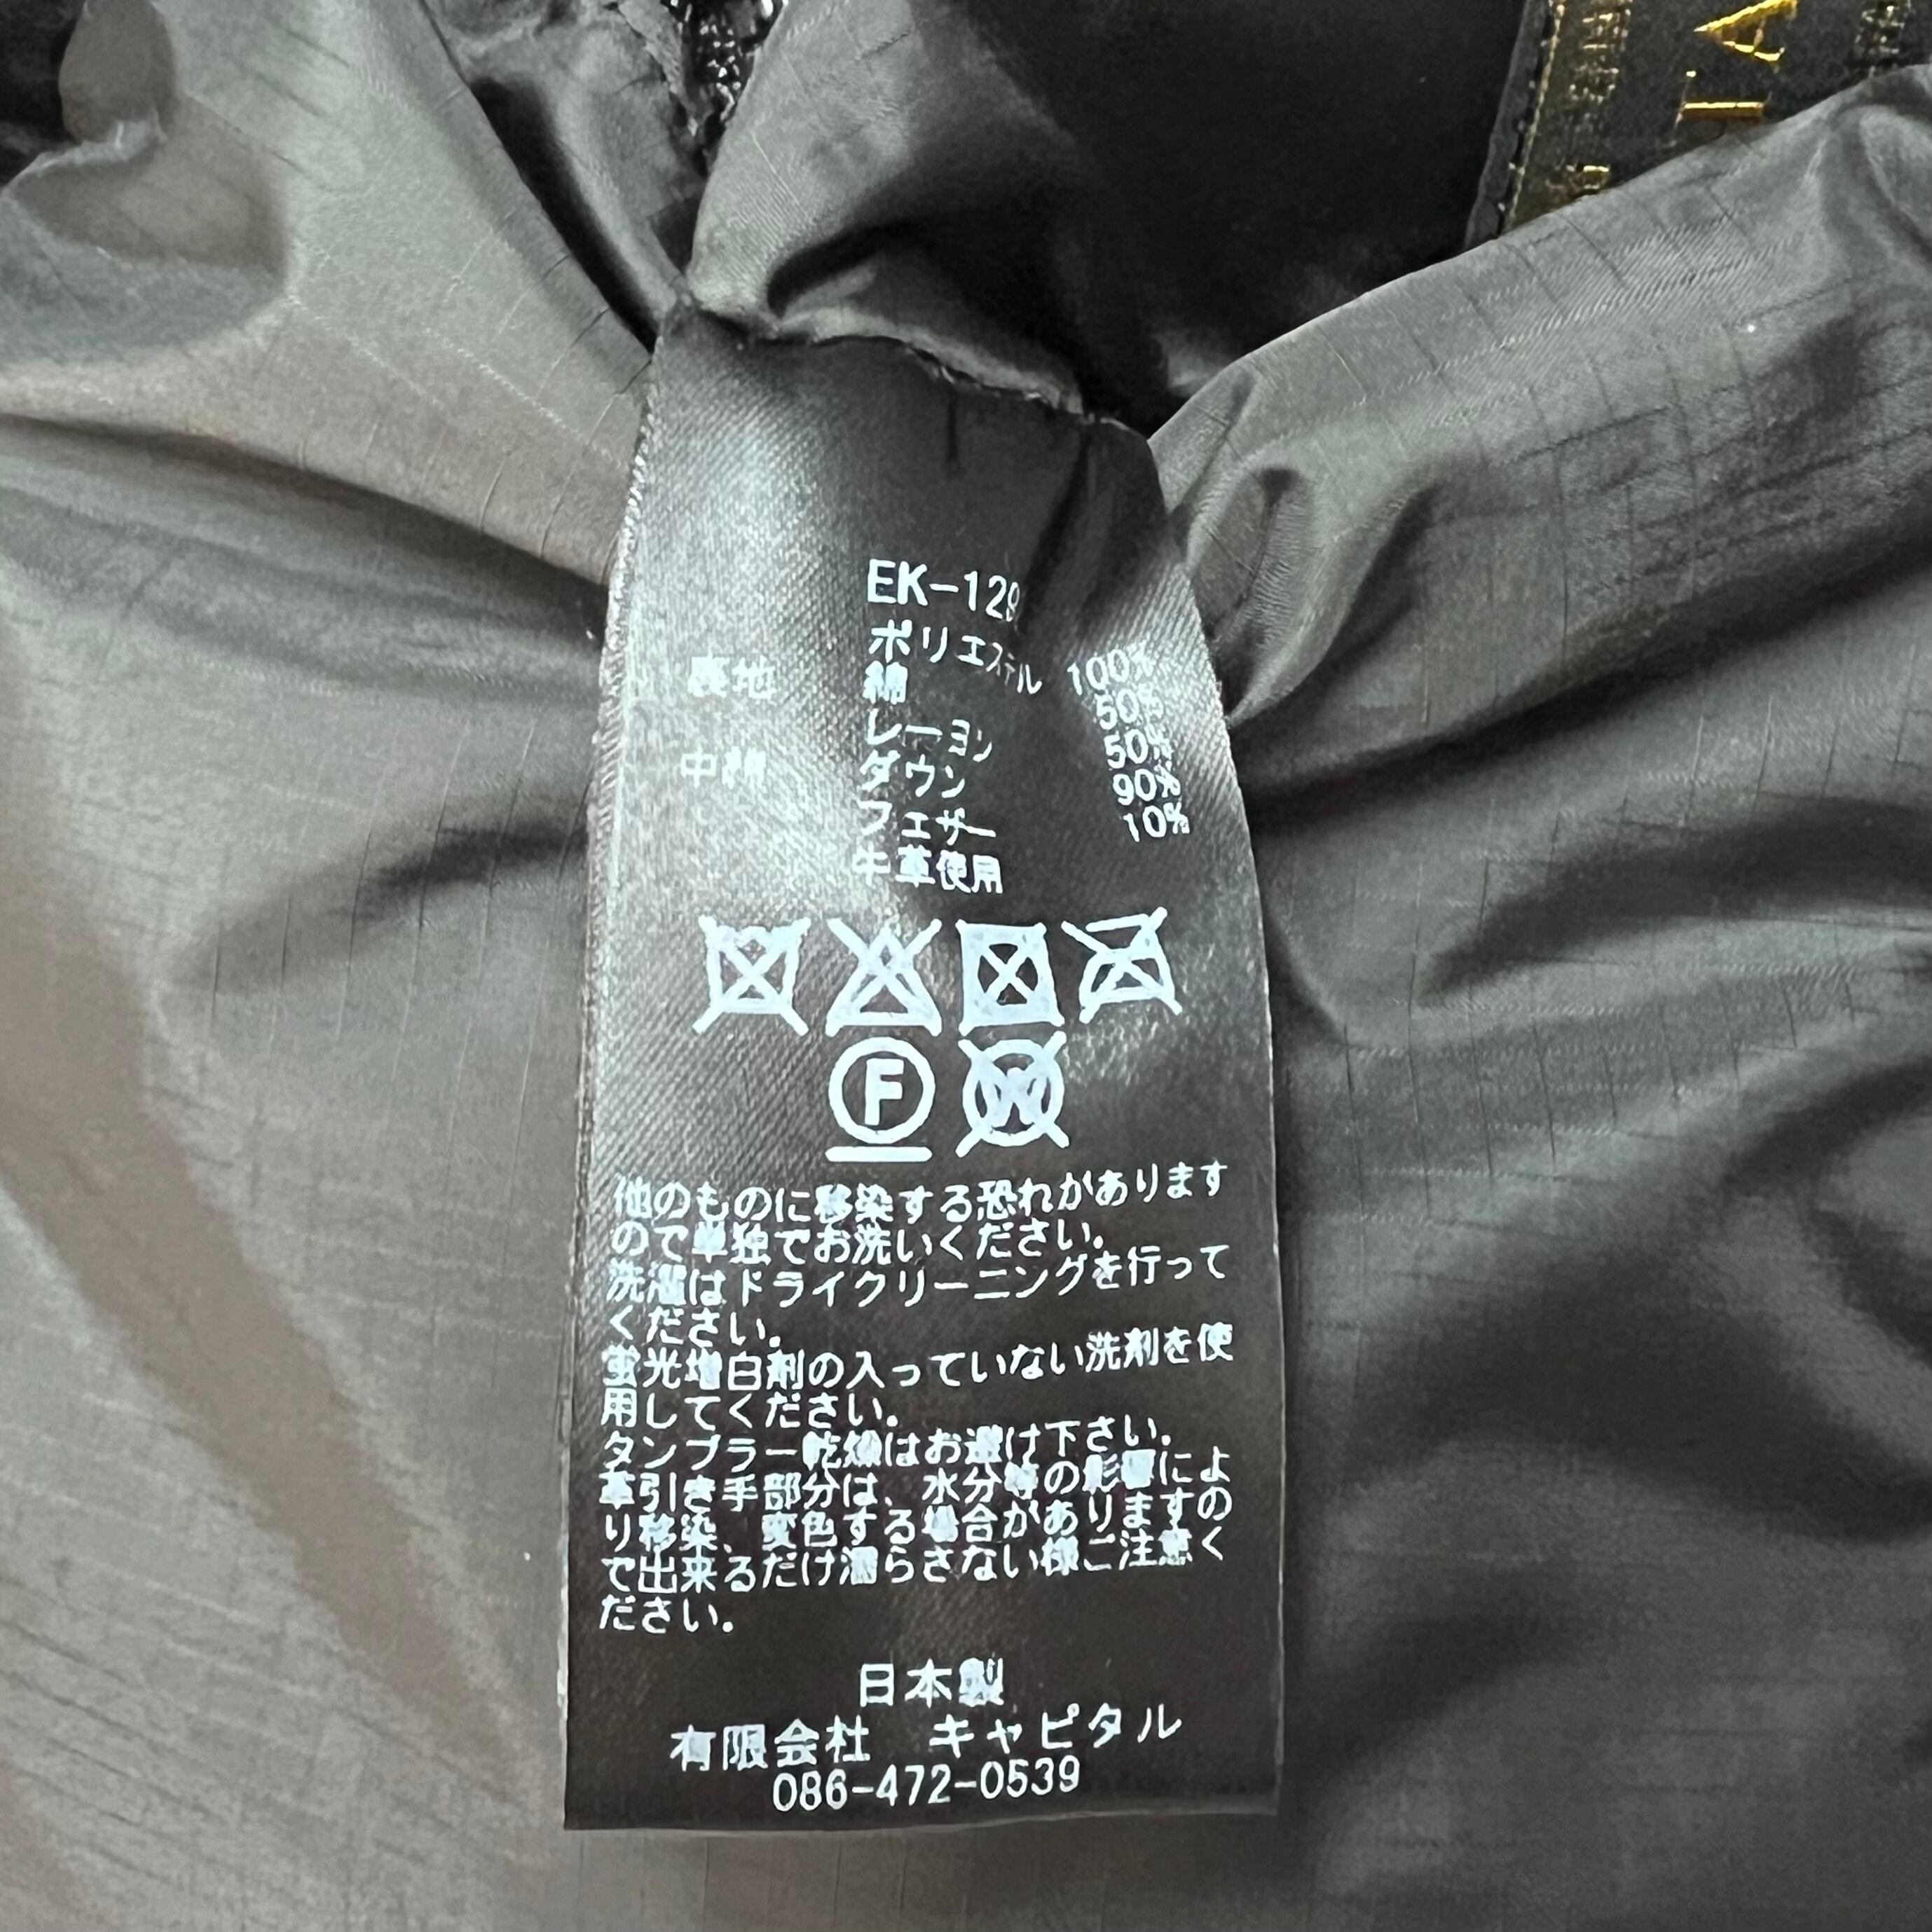 TA
EK-129
ポリエステル 100%
裏地 綿 50%
レーヨン 50%
中綿 ダウン 90%
フェザー 10%
牛革使用
F W
他のものに移染する恐れがあります
ので単独でお洗いください。
洗濯はドライクリーニングを行って
ください。
蛍光増白剤の入っていない洗剤を使
用してください。
タンブラー乾燥はお避け下さい。
革引き手部分は、水分等の影響によ
り移染、変色する場合がありますの
で出来るだけ濡らさない様ご注意く
ださい。
日本製
有限会社 キャピタル
086-472-0539